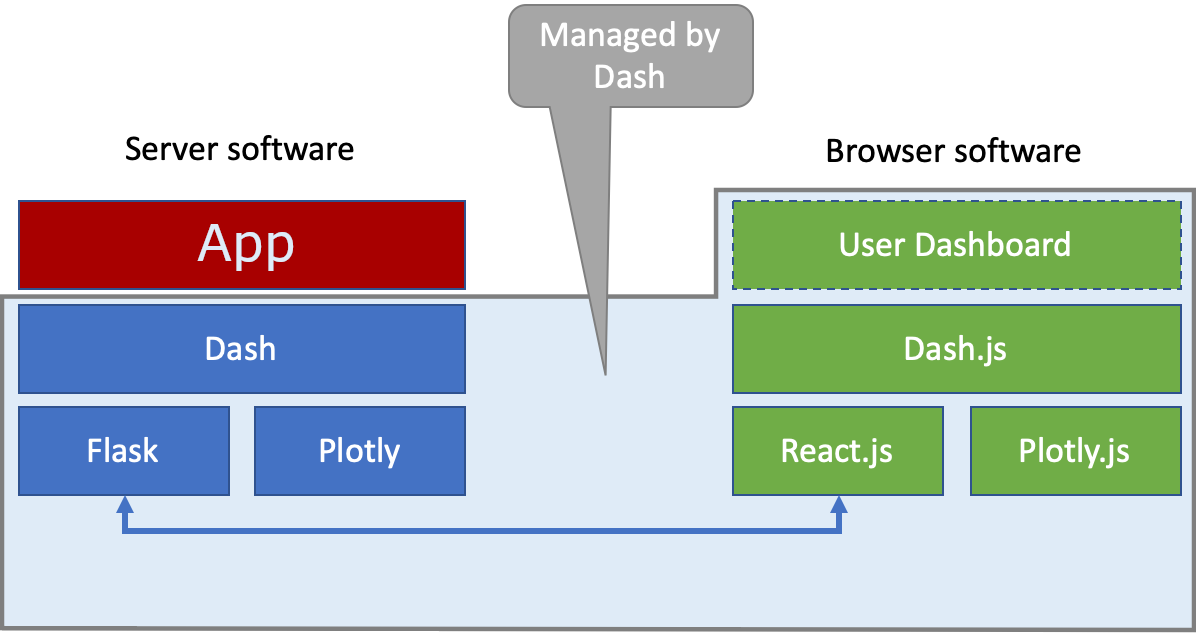 Managed by
Dash
Server software
Browser software
App
User Dashboard
Dash
Dash.js
Flask
Plotly
React.js
Plotly.js